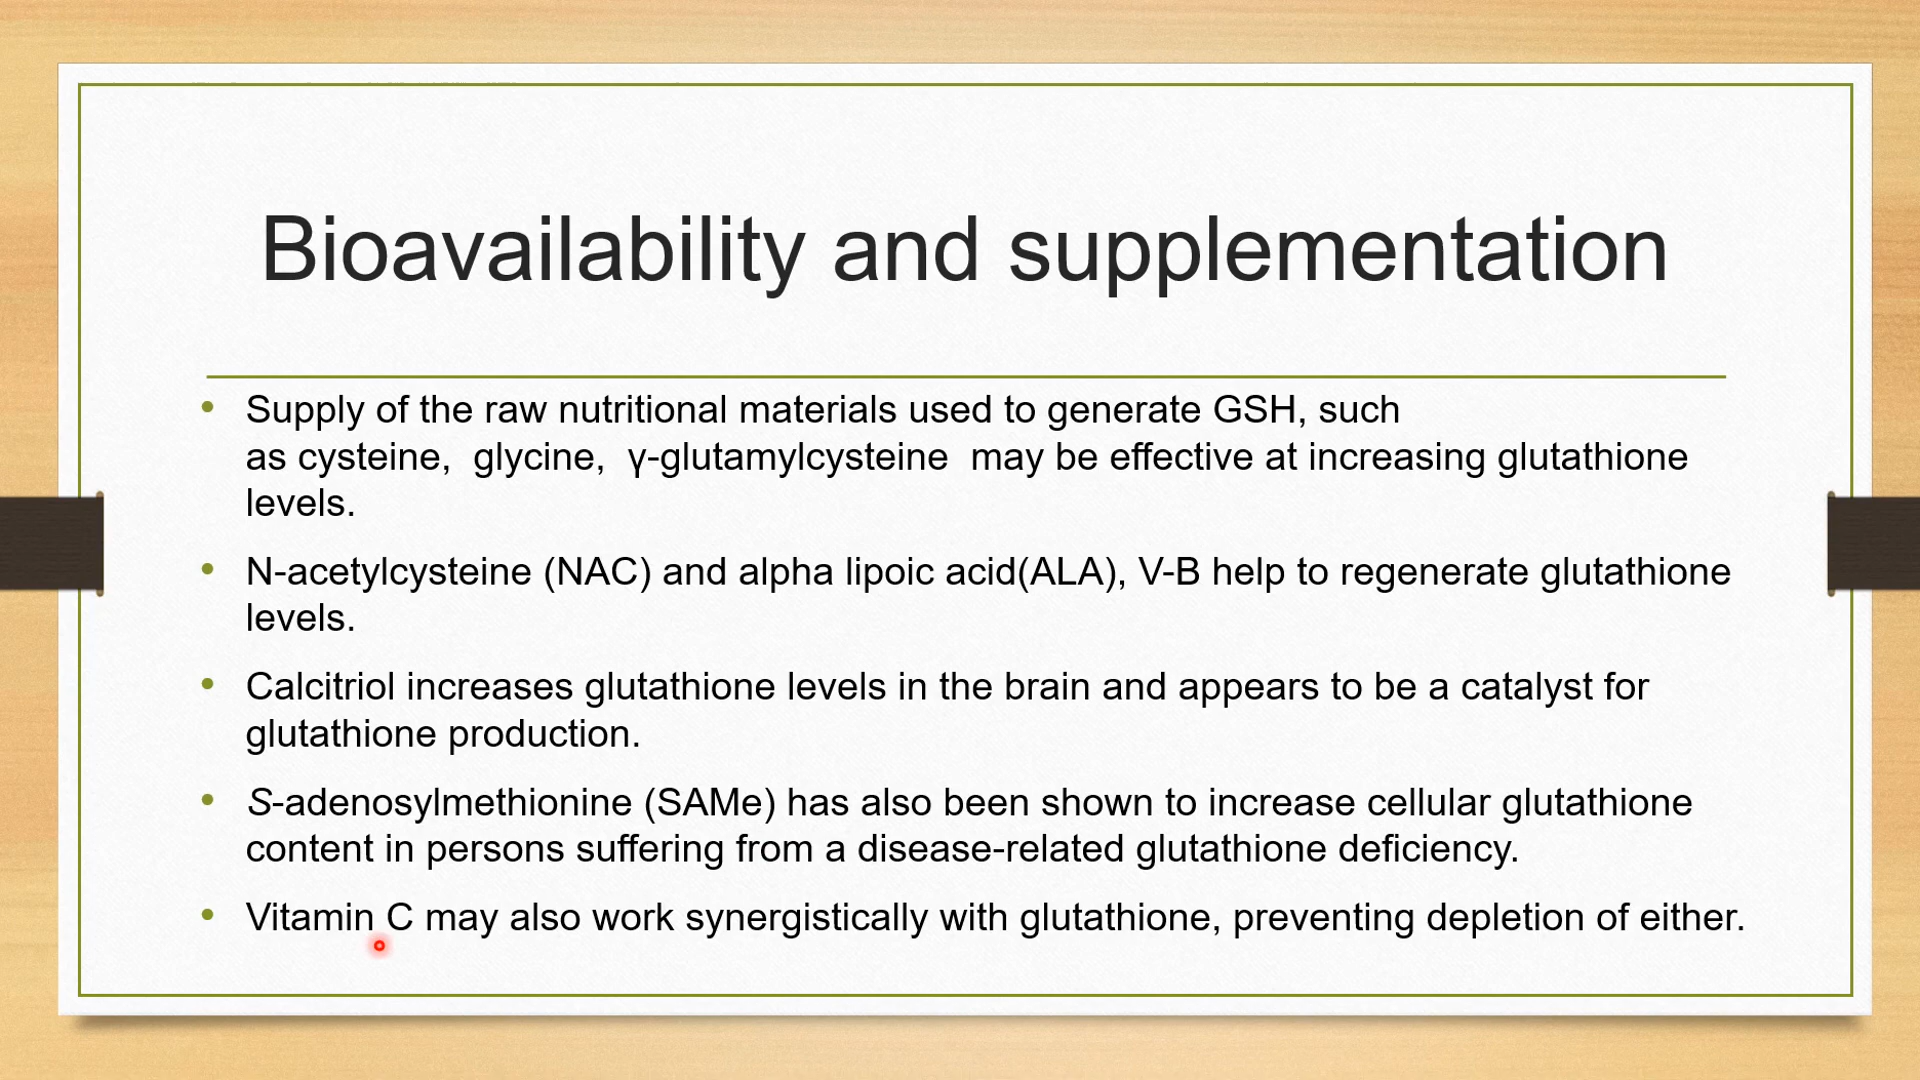 Bioavailability and supplementation
• Supply of the raw nutritional materials used to generate GSH, such
as cysteine,  glycine,  γ-glutamylcysteine  may be effective at increasing glutathione
levels.
• N-acetylcysteine (NAC) and alpha lipoic acid(ALA), V-B help to regenerate glutathione
levels.
• Calcitriol increases glutathione levels in the brain and appears to be a catalyst for
glutathione production.
• S-adenosylmethionine (SAMe) has also been shown to increase cellular glutathione
content in persons suffering from a disease-related glutathione deficiency.
• Vitamin C may also work synergistically with glutathione, preventing depletion of either.